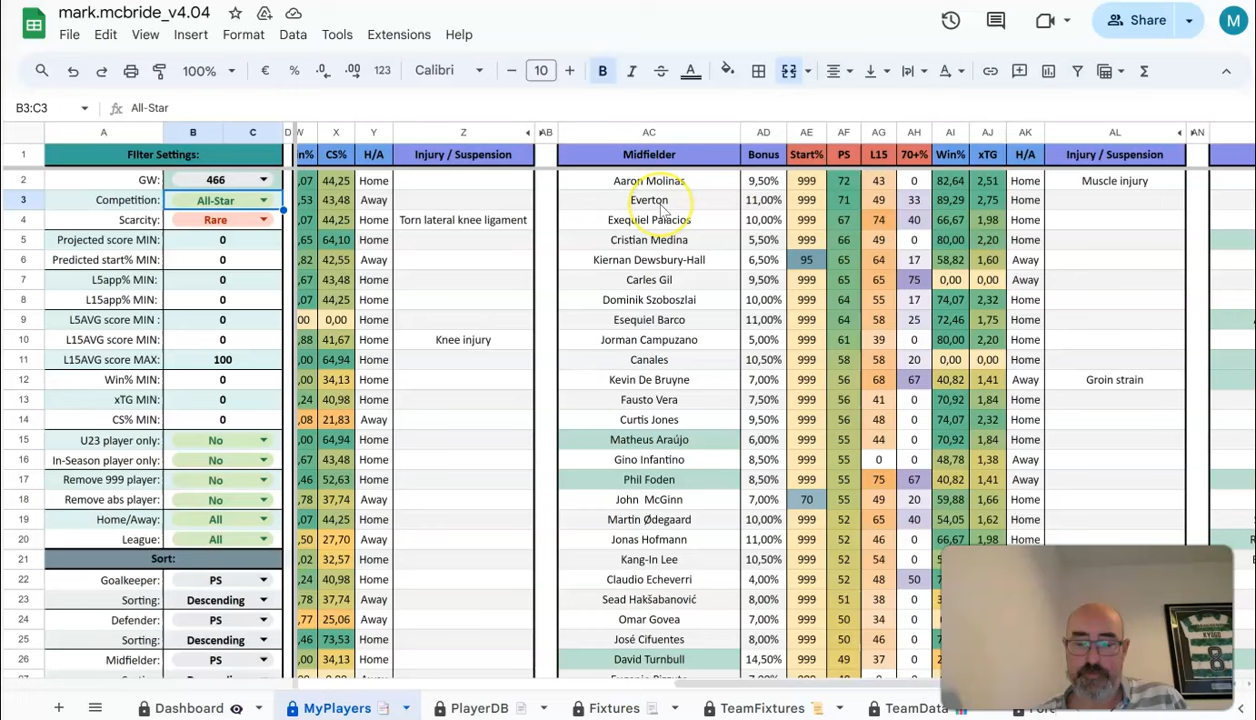 mark.mcbride_v4.04
File Edit View Insert Format Data Tools Extensions Help
Share
M
100% € % .0 .00 123 Calibri 10 B I A Σ
B3:C3 fx All-Star
A B C D W X Y Z AB AC AD AE AF AG AH AI AJ AK AL AN
1 Filter Settings: n% CS% H/A Injury / Suspension Midfielder Bonus Start% PS L15 70+% Win% xTG H/A Injury / Suspension
2 GW: 466 ,07 44,25 Home Aaron Molinas 9,50% 999 72 43 0 82,64 2,51 Home Muscle injury
3 Competition: All-Star ,53 43,48 Away Everton 11,00% 999 71 49 33 89,29 2,75 Home
4 Scarcity: Rare ,07 44,25 Home Torn lateral knee ligament Exequiel Palacios 10,00% 999 67 74 40 66,67 1,98 Home
5 Projected score MIN: 0 ,65 64,10 Home Cristian Medina 5,50% 999 66 49 0 80,00 2,20 Home
6 Predicted start% MIN: 0 ,82 42,55 Away Kiernan Dewsbury-Hall 6,50% 95 65 64 17 58,82 1,60 Away
7 L5app% MIN: 0 ,67 43,48 Home Carles Gil 9,50% 999 65 65 75 0,00 0,00 Away
8 L15app% MIN: 0 ,07 44,25 Home Dominik Szoboszlai 10,00% 999 64 55 17 74,07 2,32 Home
9 L5AVG score MIN : 0 00 0,00 Home Esequiel Barco 11,00% 999 64 58 25 72,46 1,75 Home
10 L15AVG score MIN: 0 ,88 41,67 Home Knee injury Jorman Campuzano 5,00% 999 61 39 0 80,00 2,20 Home
11 L15AVG score MAX: 100 ,00 64,94 Home Canales 10,50% 999 58 58 20 0,00 0,00 Away
12 Win% MIN: 0 ,00 34,13 Home Kevin De Bruyne 7,00% 999 56 68 67 40,82 1,41 Away Groin strain
13 xTG MIN: 0 ,24 40,98 Home Fausto Vera 7,00% 999 56 49 0 70,92 1,84 Home
14 CS% MIN: 0 ,08 21,83 Away Curtis Jones 9,50% 999 56 48 0 74,07 2,32 Home
15 U23 player only: No ,00 64,94 Home Matheus Araújo 6,00% 999 55 44 0 70,92 1,84 Home
16 In-Season player only: No ,67 43,48 Home Gino Infantino 8,50% 999 55 0 0 48,78 1,38 Away
17 Remove 999 player: No ,46 52,63 Home Phil Foden 8,50% 999 55 75 67 40,82 1,41 Away
18 Remove abs player: No ,78 37,74 Away John McGinn 7,00% 70 55 49 20 59,88 1,66 Home
19 Home/Away: All ,07 44,25 Home Martin Ødegaard 8,50% 999 52 65 40 54,05 1,62 Home
20 League: All ,50 27,70 Away Jonas Hofmann 9,50% 999 52 46 0 66,67 1,98 Home
21 Sort: ,02 32,57 Home Kang-In Lee 10,50% 999 52 54 0
22 Goalkeeper: PS ,24 40,98 Home Claudio Echeverri 4,00% 999 52 48 50
23 Sorting: Descending ,78 37,74 Away Sead Hakšabanović 8,00% 999 51 38 0
24 Defender: PS ,77 25,06 Away Omar Govea 7,00% 999 50 34 0
25 Sorting: Descending ,46 73,53 Home José Cifuentes 8,00% 999 50 46 0
26 Midfielder: PS ,00 34,13 Home David Turnbull 14,50% 999 49 37 0
Dashboard MyPlayers PlayerDB Fixtures TeamFixtures TeamData
KYOGO
8